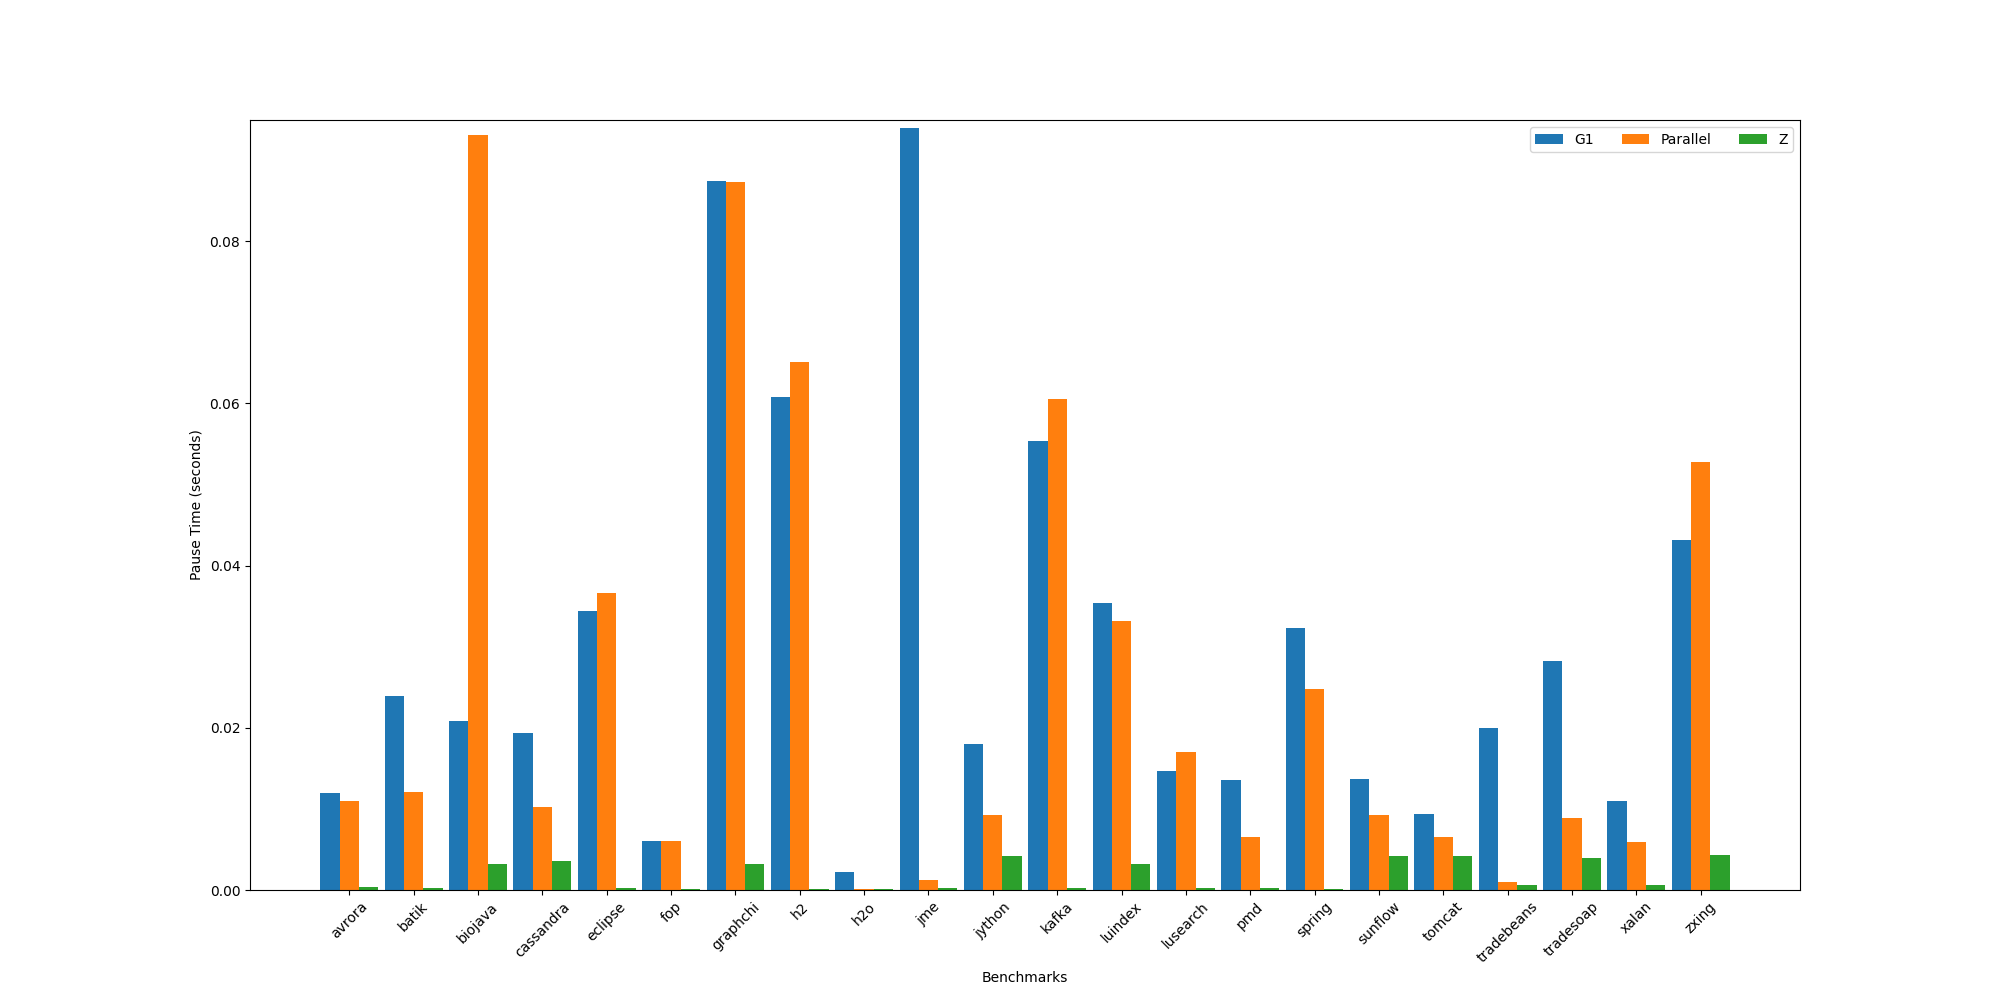 G1 Parallel Z
Pause Time (seconds)
0.08
0.06
0.04
0.02
0.00
avrora batik biojava cassandra eclipse fop graphchi h2 h2o jme jython kafka luindex lusearch pmd spring sunflow tomcat tradebeans tradesoap xalan zxing
Benchmarks